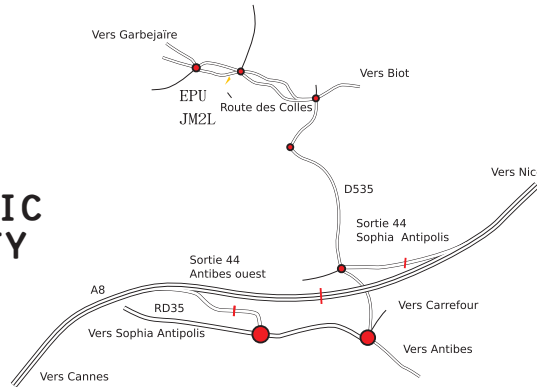 Vers Garbejaïre
Vers Biot
EPU
Route des Colles
JM2L
Vers Nic
D535
IC
Sortie 44
Sophia Antipolis
TY
Sortie 44
Antibes ouest
A8
RD35
Vers Carrefour
Vers Sophia Antipolis
Vers Antibes
Vers Cannes